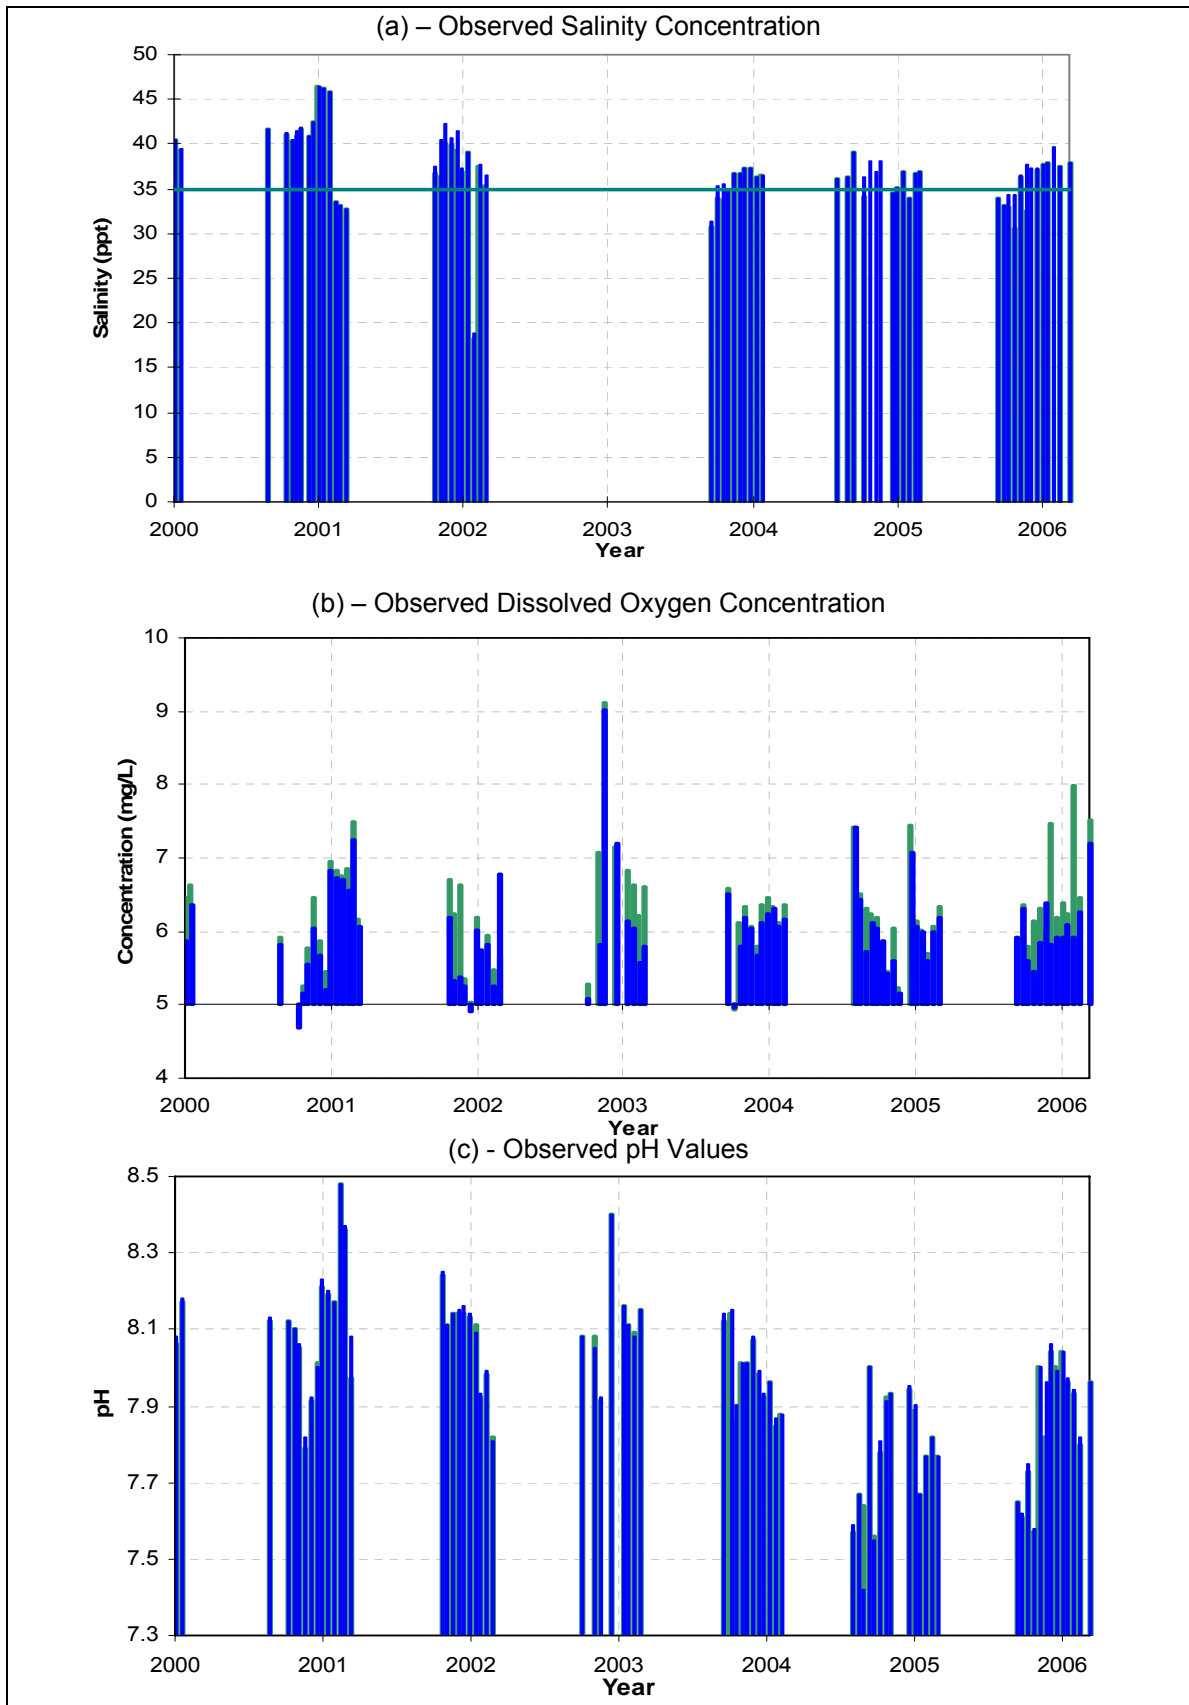 (a) – Observed Salinity Concentration
50
45
40
35
30
25
20
15
10
5
0
Salinity (ppt)
2000 2001 2002 2003 2004 2005 2006
Year
(b) – Observed Dissolved Oxygen Concentration
10
9
8
7
6
5
4
Concentration (mg/L)
2000 2001 2002 2003 2004 2005 2006
Year
(c) - Observed pH Values
8.5
8.3
8.1
7.9
7.7
7.5
7.3
pH
2000 2001 2002 2003 2004 2005 2006
Year